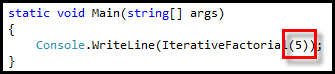 static void Main(string[] args)
{
Console.WriteLine(IterativeFactorial(5));
}